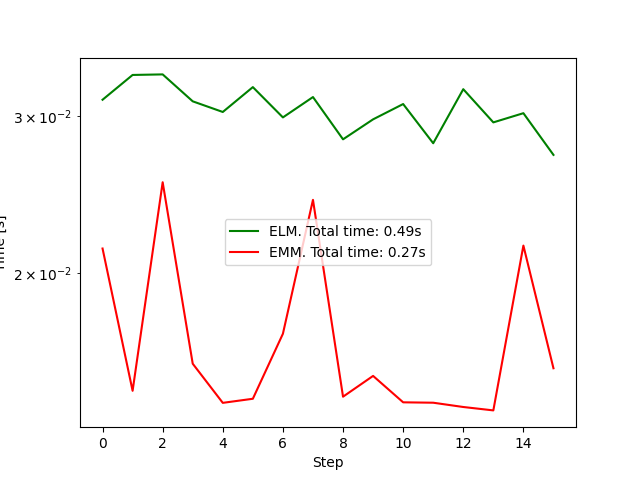 3 × 10⁻²
2 × 10⁻²
Time [s]
ELM. Total time: 0.49s
EMM. Total time: 0.27s
0 2 4 6 8 10 12 14
Step